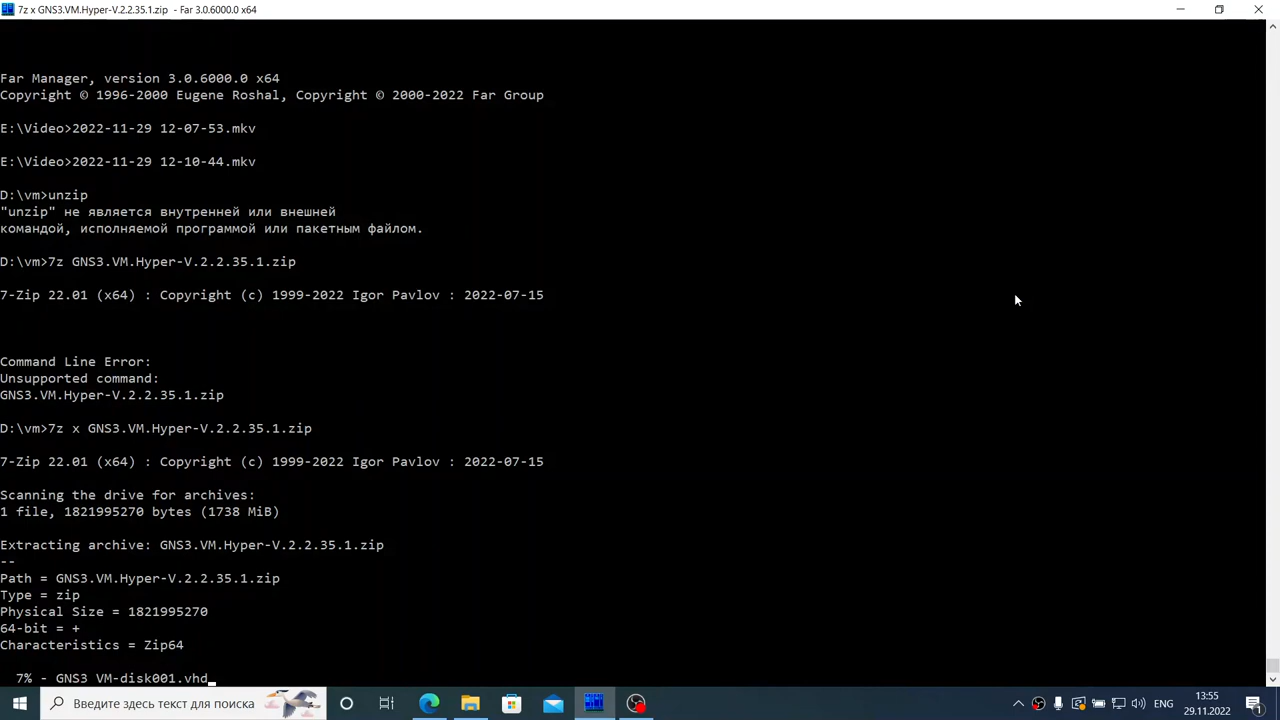 7z x GNS3.VM.Hyper-V.2.2.35.1.zip - Far 3.0.6000.0 x64
Far Manager, version 3.0.6000.0 x64
Copyright © 1996-2000 Eugene Roshal, Copyright © 2000-2022 Far Group
E:\Video>2022-11-29 12-07-53.mkv
E:\Video>2022-11-29 12-10-44.mkv
D:\vm>unzip
"unzip" не является внутренней или внешней
командой, исполняемой программой или пакетным файлом.
D:\vm>7z GNS3.VM.Hyper-V.2.2.35.1.zip
7-Zip 22.01 (x64) : Copyright (c) 1999-2022 Igor Pavlov : 2022-07-15
Command Line Error:
Unsupported command:
GNS3.VM.Hyper-V.2.2.35.1.zip
D:\vm>7z x GNS3.VM.Hyper-V.2.2.35.1.zip
7-Zip 22.01 (x64) : Copyright (c) 1999-2022 Igor Pavlov : 2022-07-15
Scanning the drive for archives:
1 file, 1821995270 bytes (1738 MiB)
Extracting archive: GNS3.VM.Hyper-V.2.2.35.1.zip
--
Path = GNS3.VM.Hyper-V.2.2.35.1.zip
Type = zip
Physical Size = 1821995270
64-bit = +
Characteristics = Zip64
7% - GNS3 VM-disk001.vhd
Введите здесь текст для поиска
ENG
13:55
29.11.2022
1